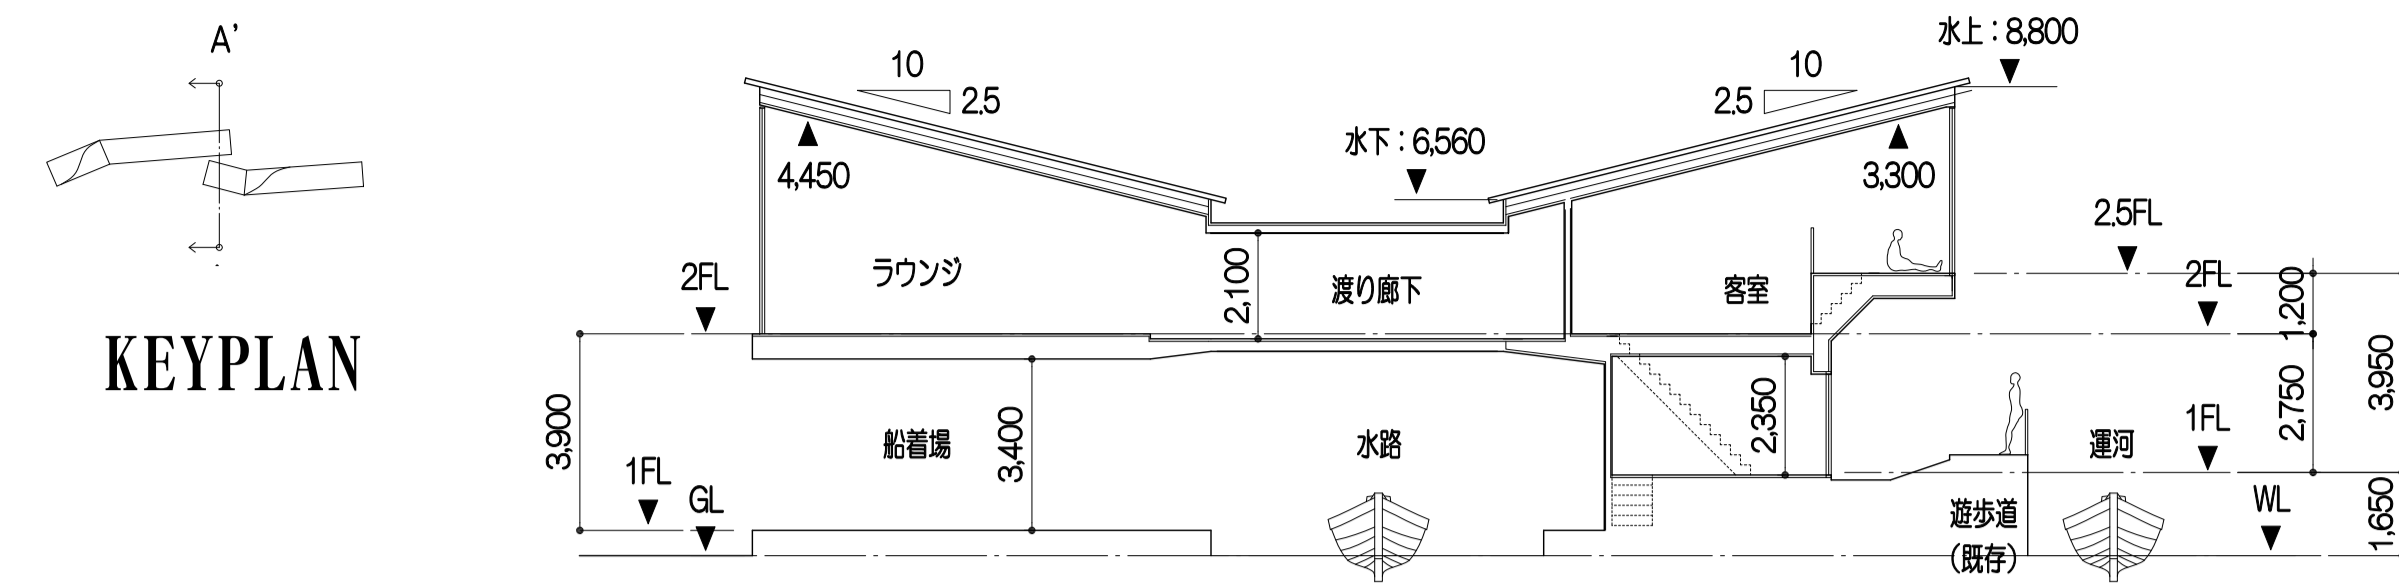 A'
KEYPLAN
10
2.5
4,450
水下：6,560
10
2.5
水上：8,800
3,300
2FL
ラウンジ
2,100
渡り廊下
客室
2.5FL
2FL
1,200
3,900
1FL
GL
船着場
3,400
水路
2,350
1FL
運河
2,750
3,950
遊歩道
(既存)
WL
1,650